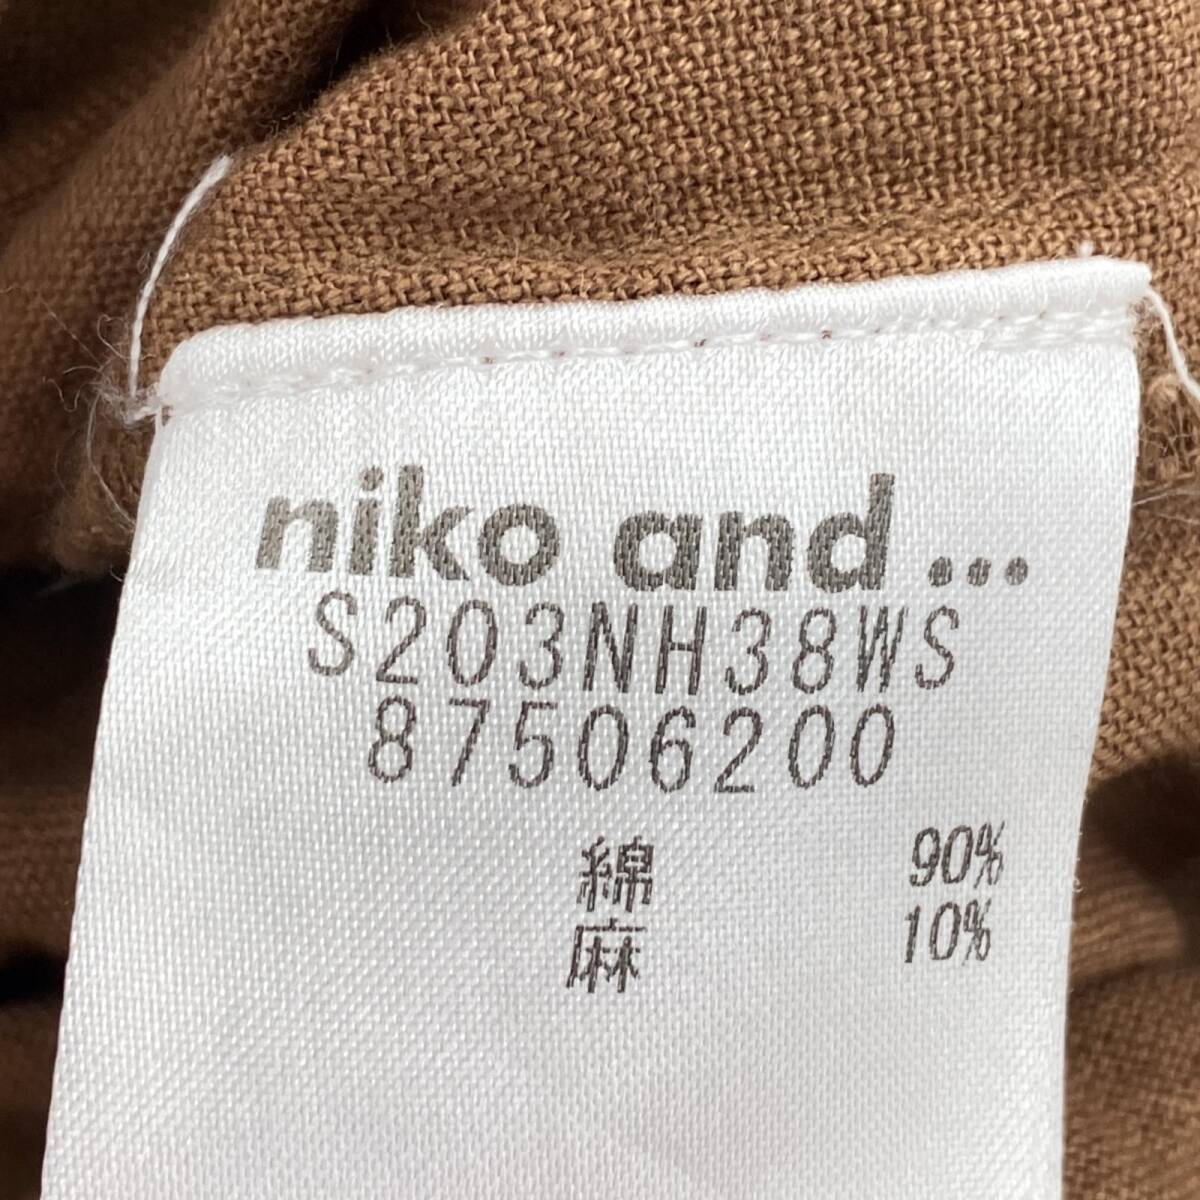 niko and ...
S203NH38WS
87506200
綿 90%
麻 10%